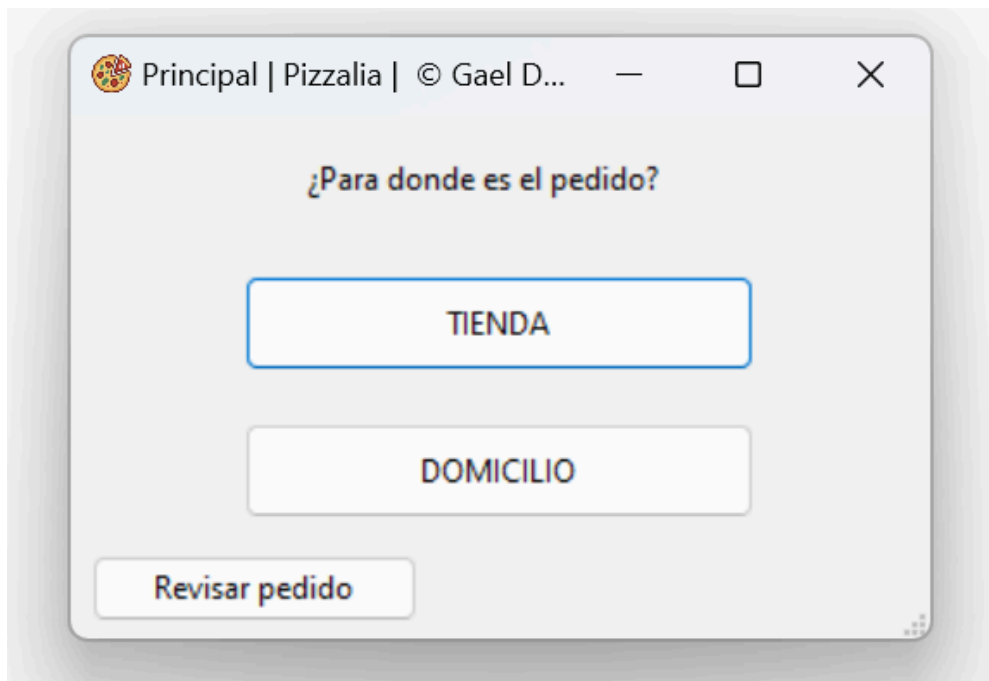 Principal | Pizzalia | © Gael D...
¿Para donde es el pedido?
TIENDA
DOMICILIO
Revisar pedido